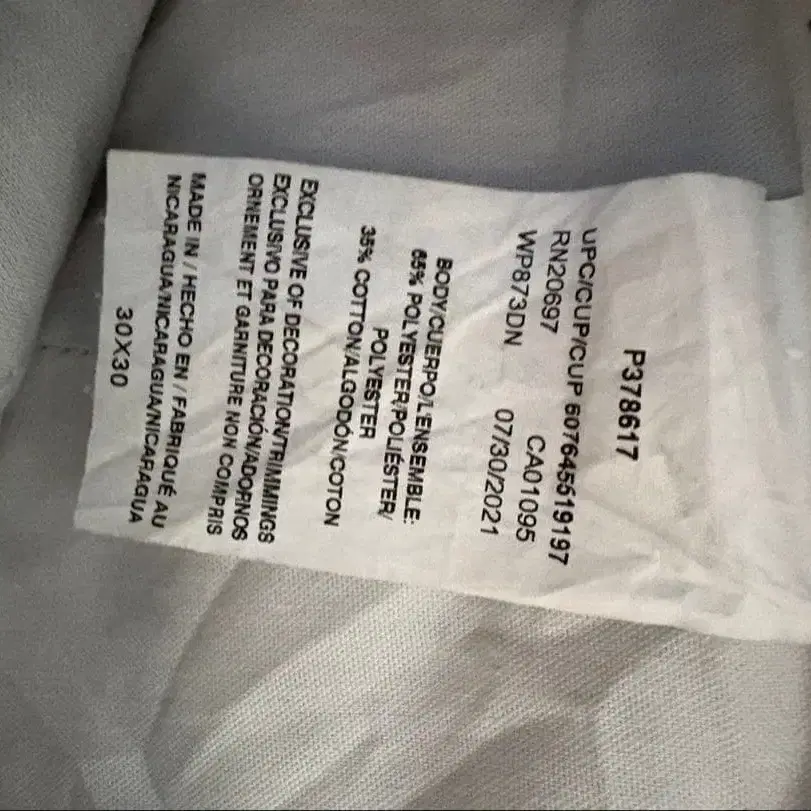 P378617
UPC/CUP/CUP 607645519197
RN20697 CA01095
WP873DN 07/30/2021
BODY/CUERPO/L'ENSEMBLE:
65% POLYESTER/POLIÉSTER/
POLYESTER
35% COTTON/ALGODÓN/COTON
EXCLUSIVE OF DECORATION/TRIMMINGS
EXCLUSIVO PARA DECORACIÓN/ADORNOS
ORNEMENT ET GARNITURE NON COMPRIS
MADE IN / HECHO EN / FABRIQUÉ AU
NICARAGUA/NICARAGUA/NICARAGUA
30X30